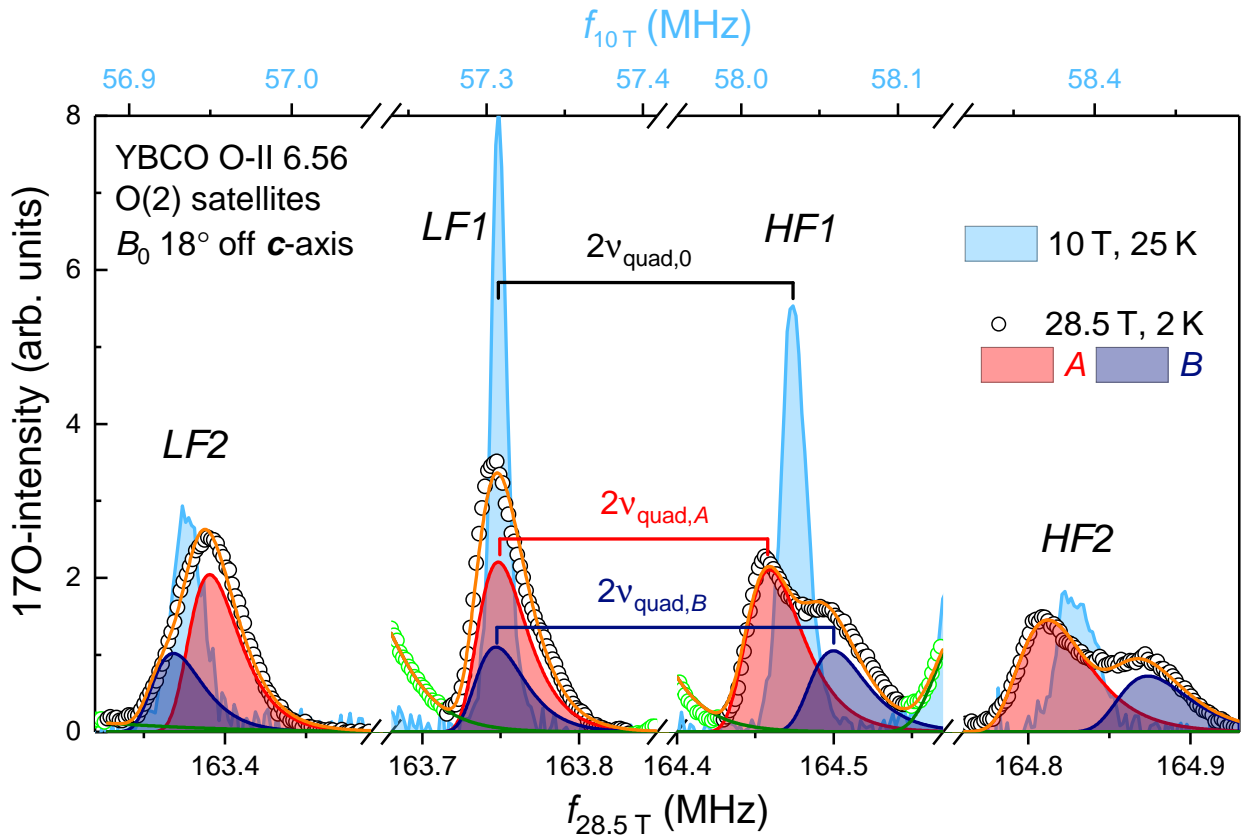 f10 T (MHz)
56.9 57.0 57.3 57.4 58.0 58.1 58.4
8
6
4
2
0
17O-intensity (arb. units)
YBCO O-II 6.56
O(2) satellites
B0 18° off c-axis
LF1
HF1
LF2
HF2
2νquad,0
2νquad,A
2νquad,B
10 T, 25 K
28.5 T, 2 K
A B
163.4 163.7 163.8 164.4 164.5 164.8 164.9
f28.5 T (MHz)